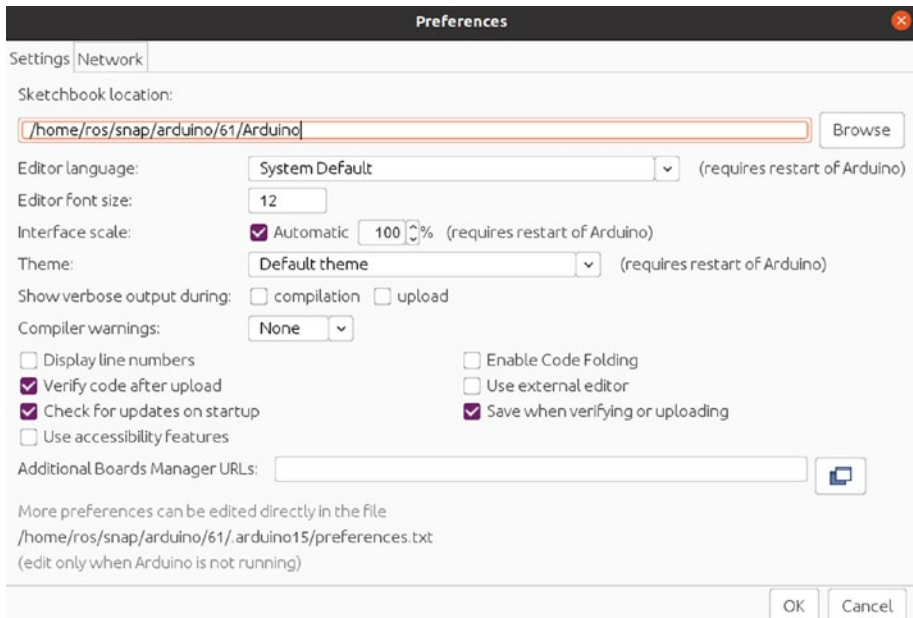 Preferences
Settings Network
Sketchbook location:
/home/ros/snap/arduino/61/Arduino Browse
Editor language: System Default (requires restart of Arduino)
Editor font size: 12
Interface scale: Automatic 100 % (requires restart of Arduino)
Theme: Default theme (requires restart of Arduino)
Show verbose output during: compilation upload
Compiler warnings: None
Display line numbers Enable Code Folding
Verify code after upload Use external editor
Check for updates on startup Save when verifying or uploading
Use accessibility features
Additional Boards Manager URLs:
More preferences can be edited directly in the file
/home/ros/snap/arduino/61/.arduino15/preferences.txt
(edit only when Arduino is not running)
OK Cancel